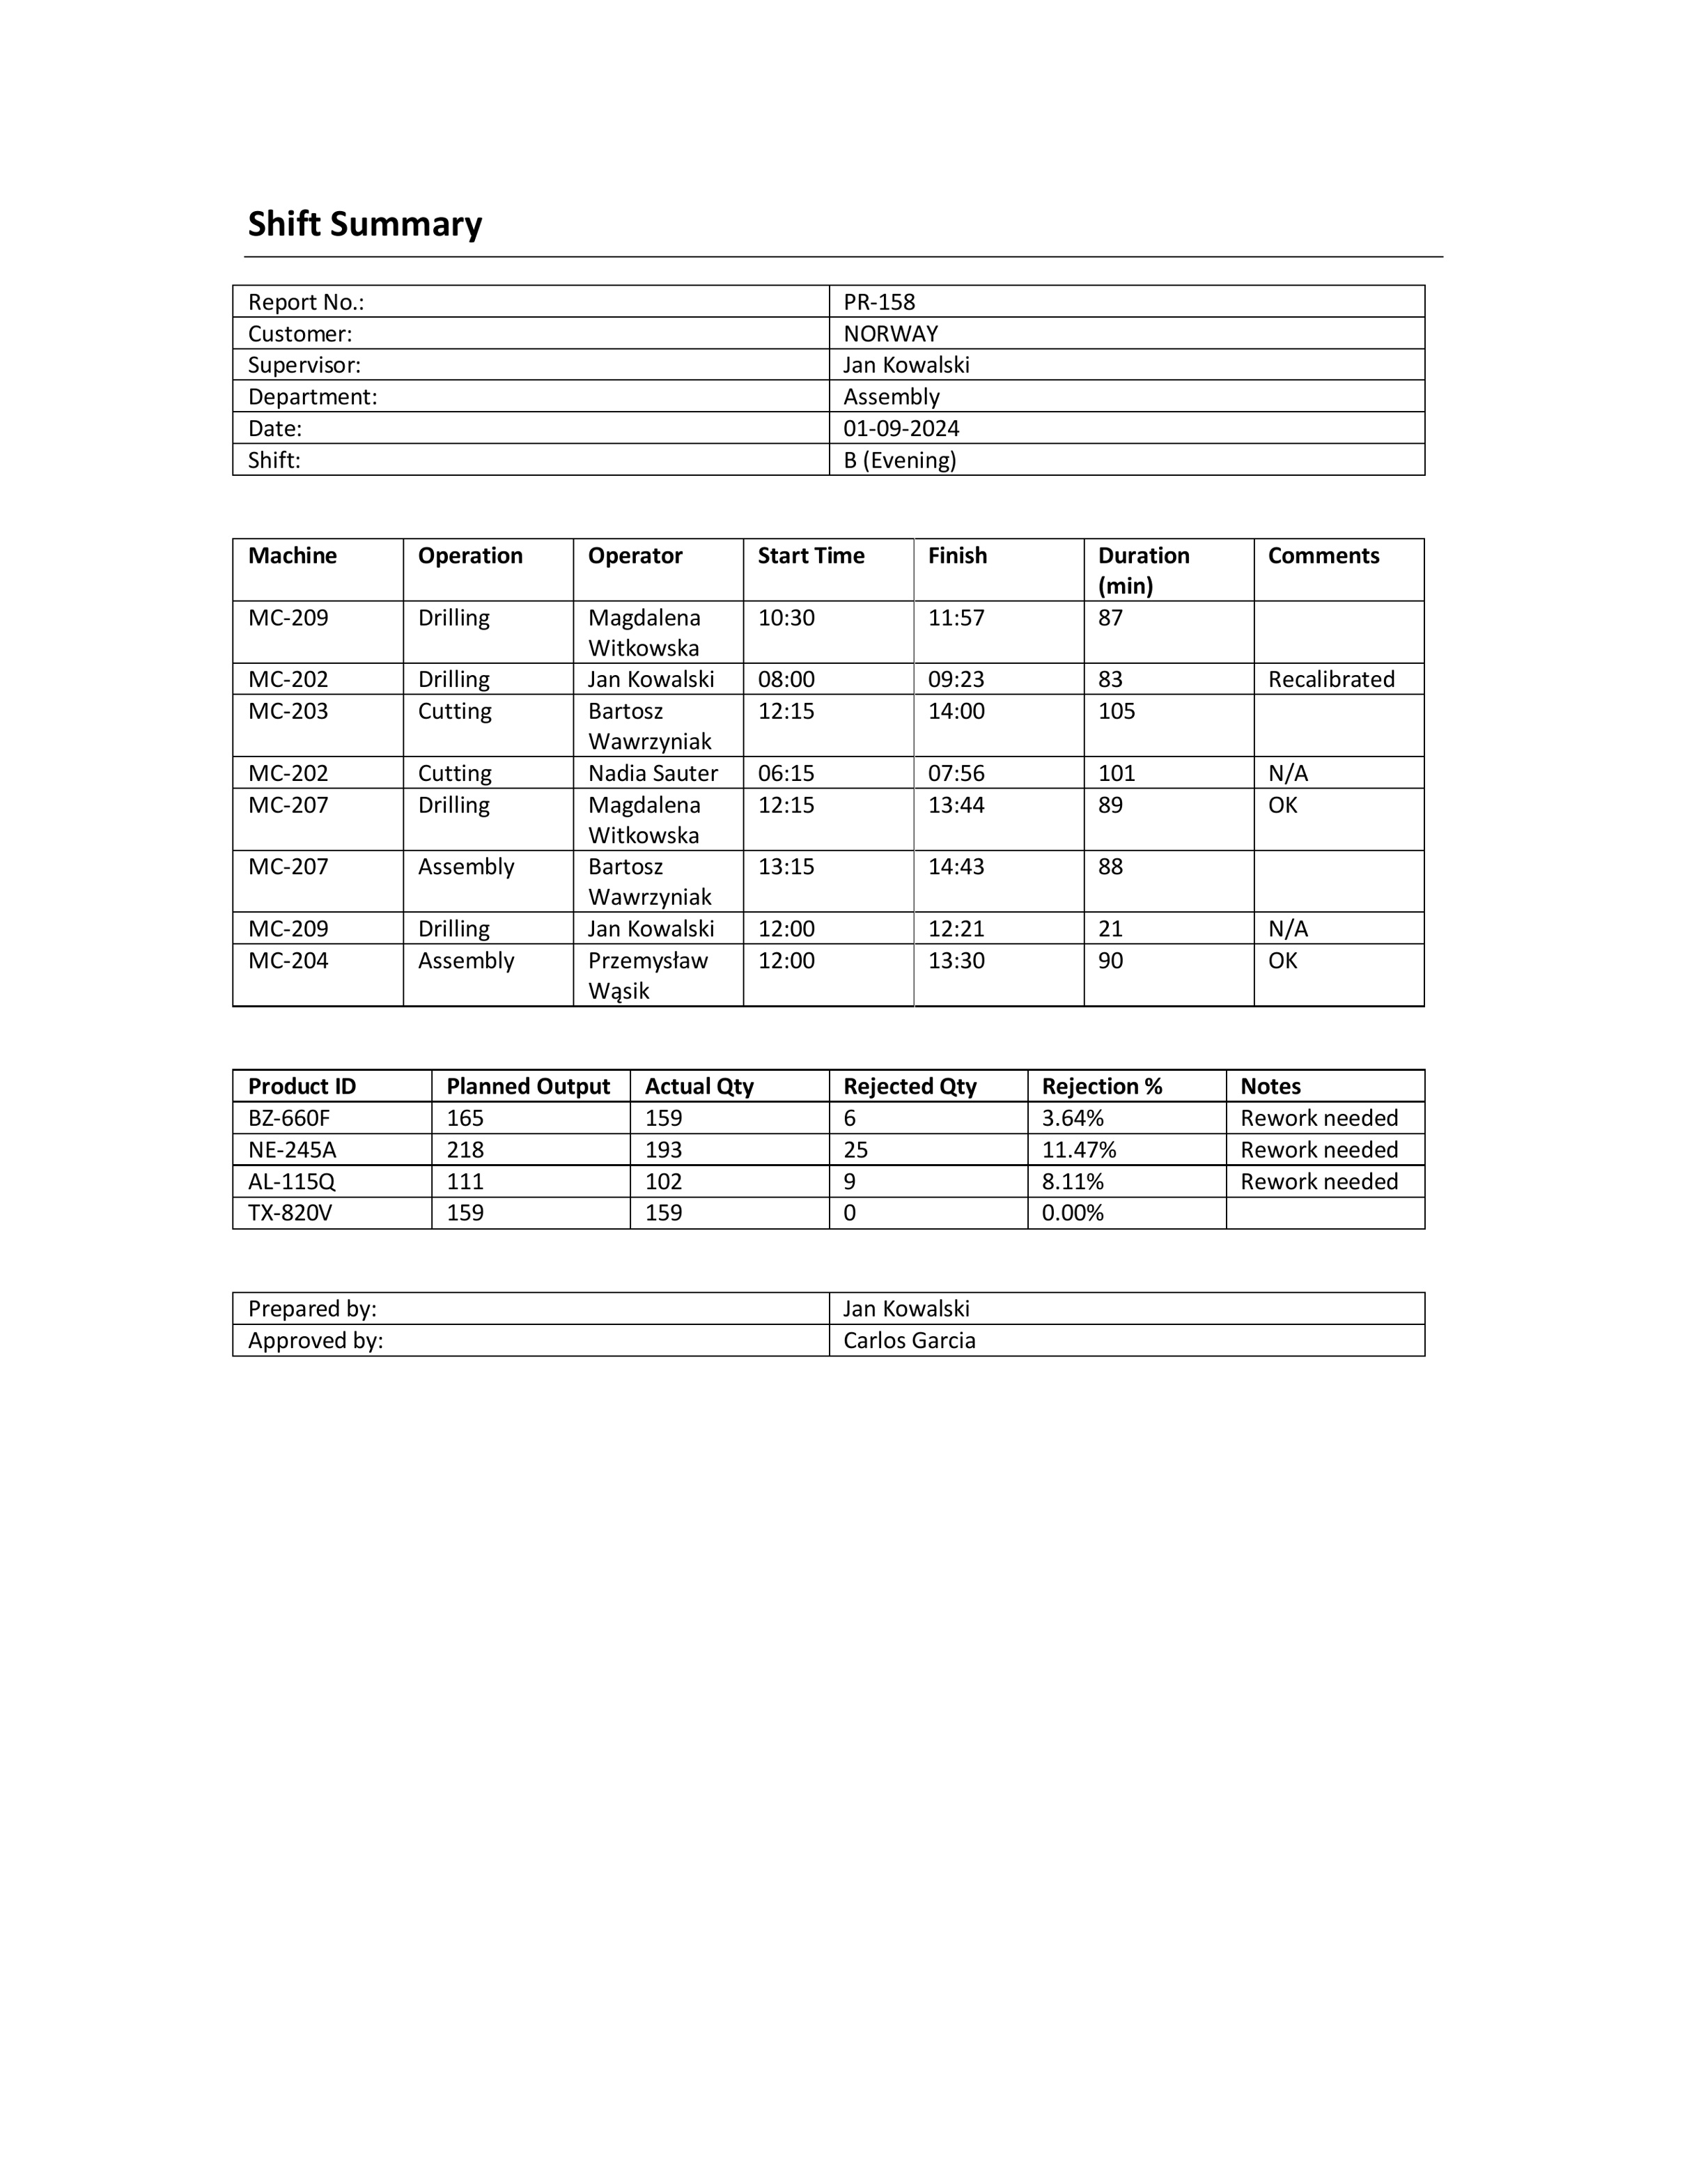 Shift Summary
Report No.: PR-158
Customer: NORWAY
Supervisor: Jan Kowalski
Department: Assembly
Date: 01-09-2024
Shift: B (Evening)
Machine Operation Operator Start Time Finish Duration (min) Comments
MC-209 Drilling Magdalena Witkowska 10:30 11:57 87
MC-202 Drilling Jan Kowalski 08:00 09:23 83 Recalibrated
MC-203 Cutting Bartosz Wawrzyniak 12:15 14:00 105
MC-202 Cutting Nadia Sauter 06:15 07:56 101 N/A
MC-207 Drilling Magdalena Witkowska 12:15 13:44 89 OK
MC-207 Assembly Bartosz Wawrzyniak 13:15 14:43 88
MC-209 Drilling Jan Kowalski 12:00 12:21 21 N/A
MC-204 Assembly Przemysław Wąsik 12:00 13:30 90 OK
Product ID Planned Output Actual Qty Rejected Qty Rejection % Notes
BZ-660F 165 159 6 3.64% Rework needed
NE-245A 218 193 25 11.47% Rework needed
AL-115Q 111 102 9 8.11% Rework needed
TX-820V 159 159 0 0.00%
Prepared by: Jan Kowalski
Approved by: Carlos Garcia